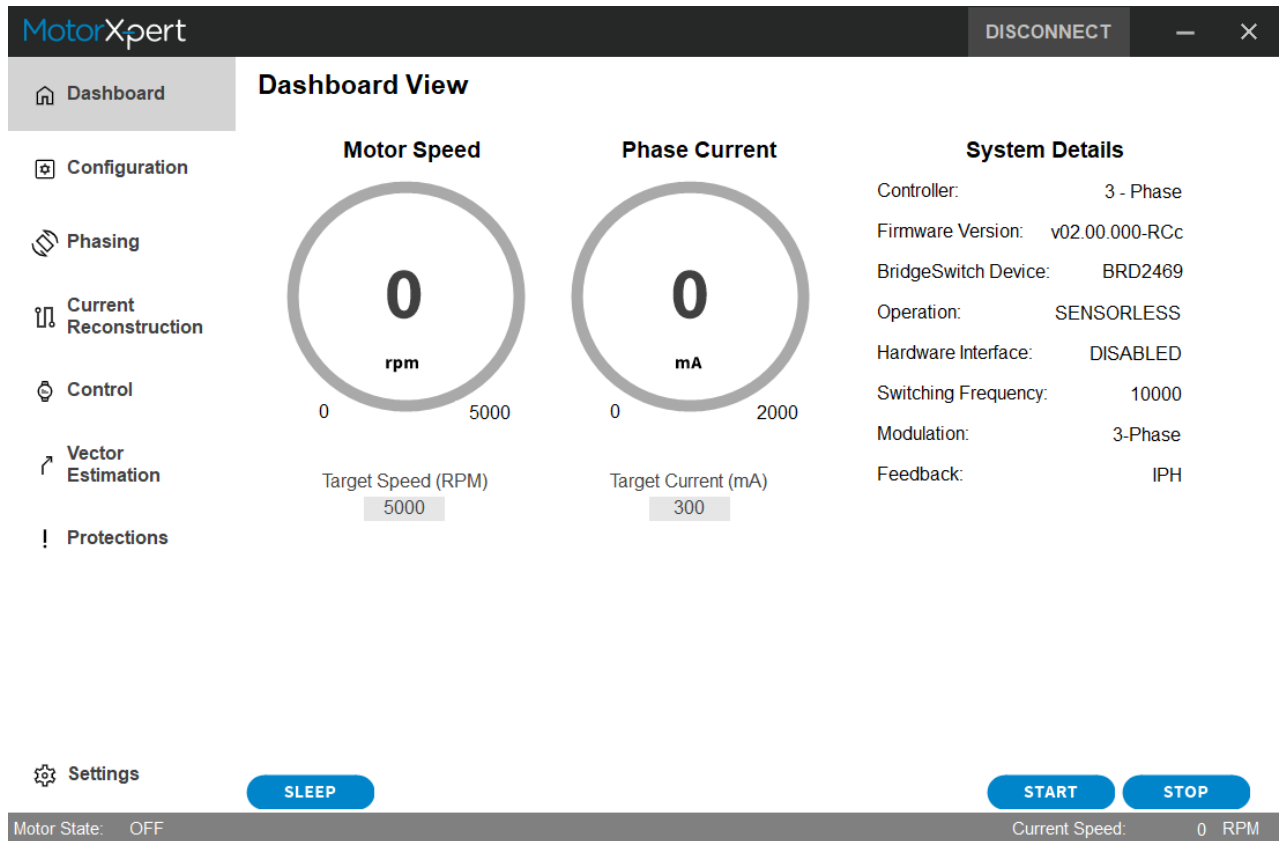 MotorXpert
DISCONNECT
Dashboard
Configuration
Phasing
Current
Reconstruction
Control
Vector
Estimation
Protections
Settings
Dashboard View
Motor Speed
0
rpm
0 5000
Target Speed (RPM)
5000
Phase Current
0
mA
0 2000
Target Current (mA)
300
System Details
Controller: 3 - Phase
Firmware Version: v02.00.000-RCc
BridgeSwitch Device: BRD2469
Operation: SENSORLESS
Hardware Interface: DISABLED
Switching Frequency: 10000
Modulation: 3-Phase
Feedback: IPH
SLEEP
START
STOP
Motor State: OFF
Current Speed: 0 RPM